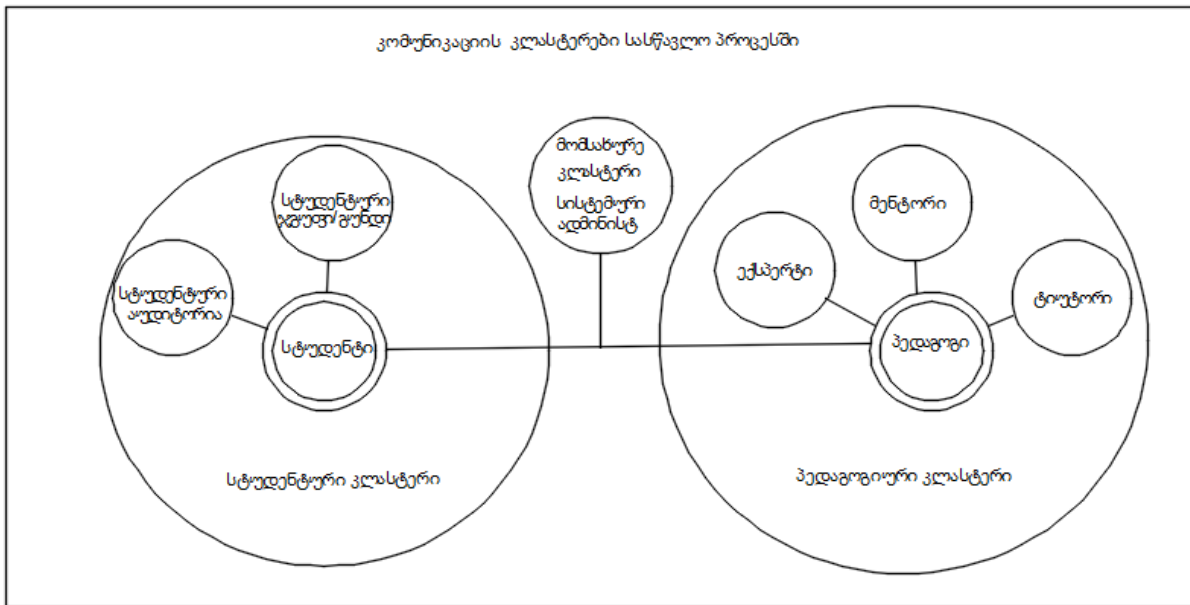 კომუნიკაციის კლასტერები სასწავლო პროცესში
მომსახურე
კლასტერი
სისტემური
ადმინისტ.
სტუდენტური
ჯგუფი/გუნდი
სტუდენტური
აუდიტორია
სტუდენტი
სტუდენტური კლასტერი
მენტორი
ექსპერტი
ტიუტორი
პედაგოგი
პედაგოგიური კლასტერი